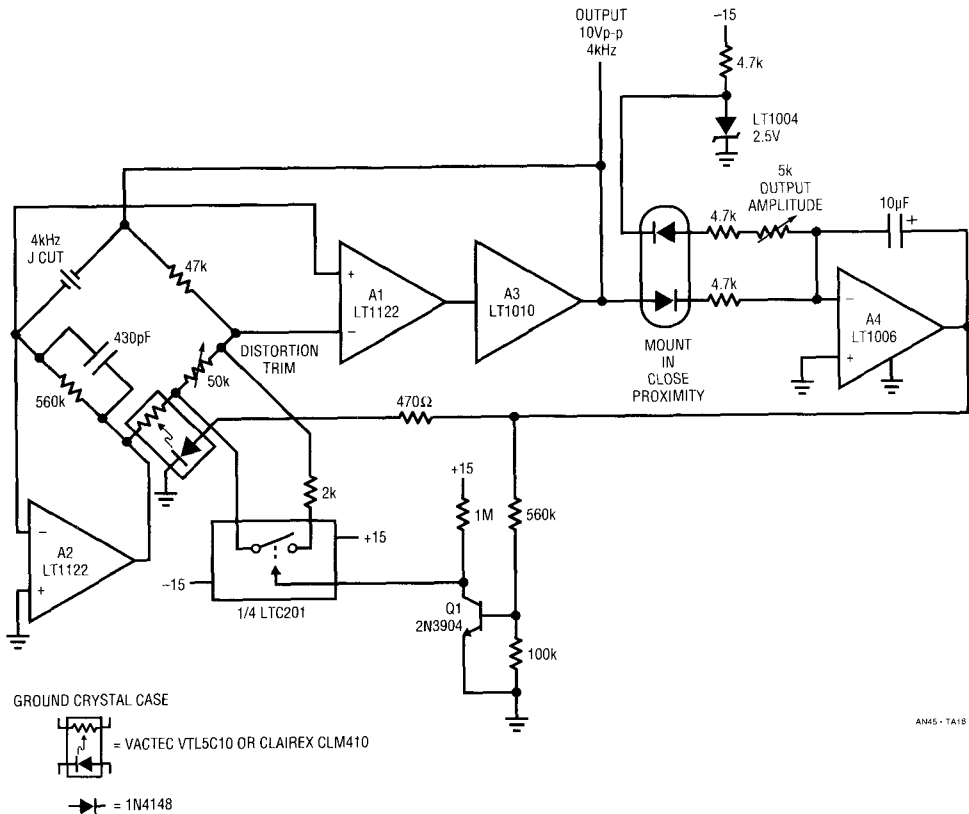 OUTPUT
10Vp-p
4kHz
–15
4.7k
LT1004
2.5V
5k
OUTPUT
AMPLITUDE
10µF
+
4kHz
J CUT
47k
+
A1
LT1122
–
A3
LT1010
4.7k
4.7k
–
A4
LT1006
+
MOUNT
IN
CLOSE
PROXIMITY
430pF
560k
DISTORTION
TRIM
50k
470Ω
+15
1M
560k
2k
–
A2
LT1122
+
+15
–15
1/4 LTC201
Q1
2N3904
100k
GROUND CRYSTAL CASE
= VACTEC VTL5C10 OR CLAIREX CLM410
= 1N4148
AN45 • TA18